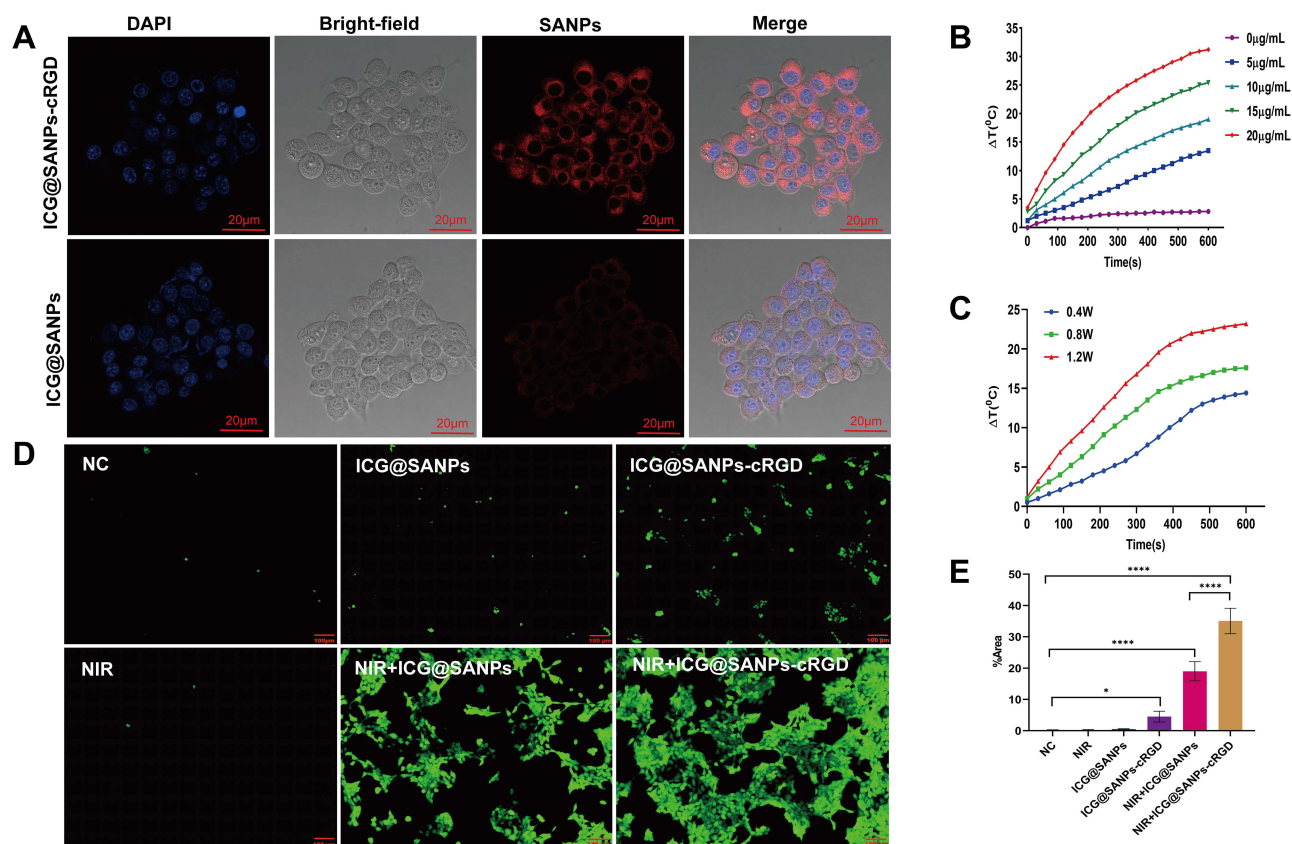 A
DAPI
Bright-field
SANPs
Merge
ICG@SANPs-cRGD
20μm
20μm
20μm
20μm
ICG@SANPs
20μm
20μm
20μm
20μm
B
ΔT(⁰C)
35
30
25
20
15
10
5
0
0 100 200 300 400 500 600
Time(s)
0μg/mL
5μg/mL
10μg/mL
15μg/mL
20μg/mL
C
ΔT(⁰C)
25
20
15
10
5
0
0 100 200 300 400 500 600
Time(s)
0.4W
0.8W
1.2W
D
NC
ICG@SANPs
ICG@SANPs-cRGD
100μm
100 μm
100 μm
NIR
NIR+ICG@SANPs
NIR+ICG@SANPs-cRGD
E
%Area
50
40
30
20
10
0
****
****
****
*
NC
NIR
ICG@SANPs
ICG@SANPs-cRGD
NIR+ICG@SANPs
NIR+ICG@SANPs-cRGD